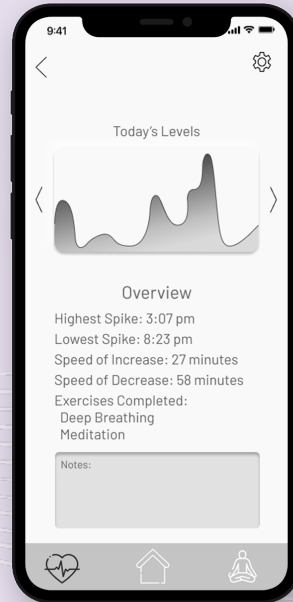 9:41
Today's Levels
Overview
Highest Spike: 3:07 pm
Lowest Spike: 8:23 pm
Speed of Increase: 27 minutes
Speed of Decrease: 58 minutes
Exercises Completed:
Deep Breathing
Meditation
Notes: